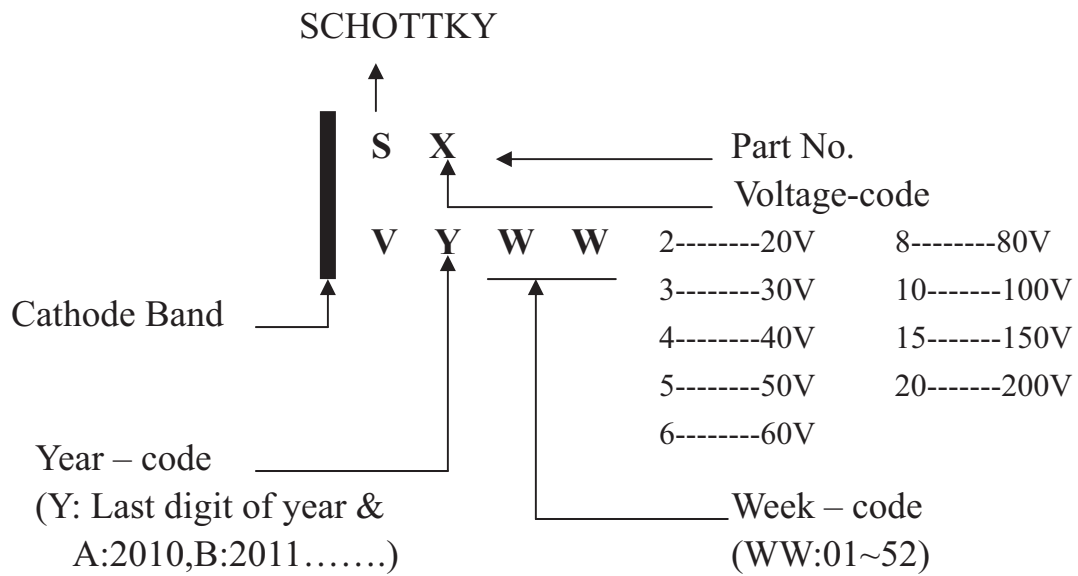 SCHOTTKY
S X
Part No.
Voltage-code
V Y W W
2--------20V 8--------80V
3--------30V 10-------100V
Cathode Band
4--------40V 15-------150V
5--------50V 20-------200V
6--------60V
Year – code
(Y: Last digit of year &
A:2010,B:2011…….)
Week – code
(WW:01~52)